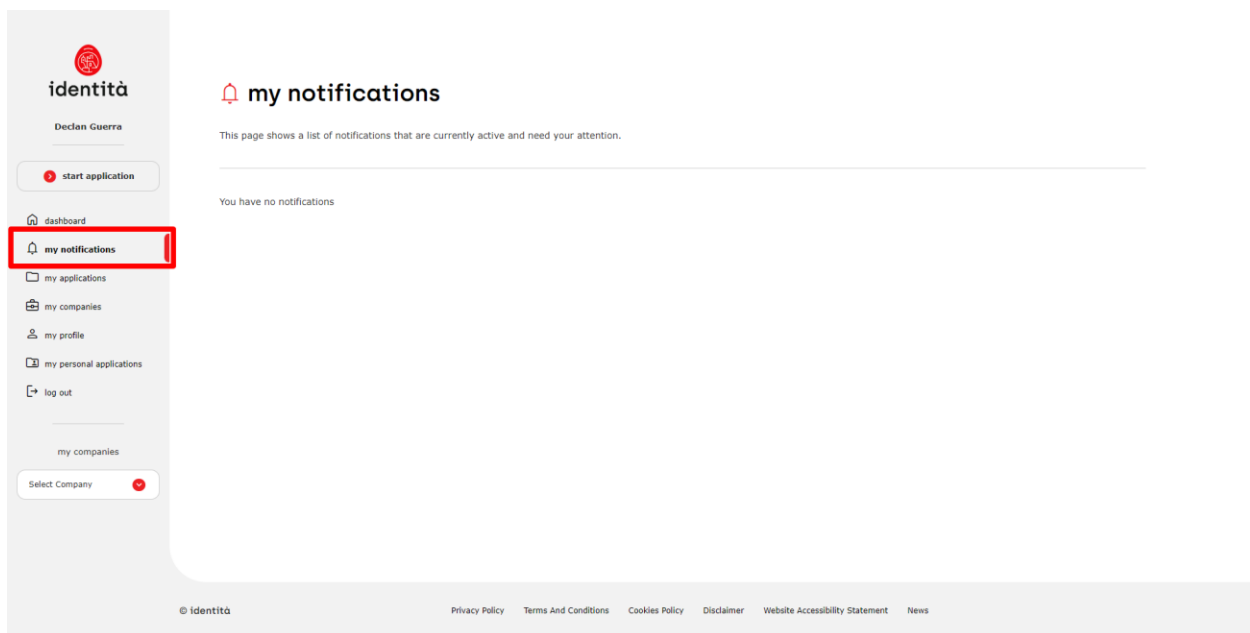 identità
Declan Guerra
start application
dashboard
my notifications
my applications
my companies
my profile
my personal applications
log out
my companies
Select Company
my notifications
This page shows a list of notifications that are currently active and need your attention.
You have no notifications
© identità
Privacy Policy Terms And Conditions Cookies Policy Disclaimer Website Accessibility Statement News